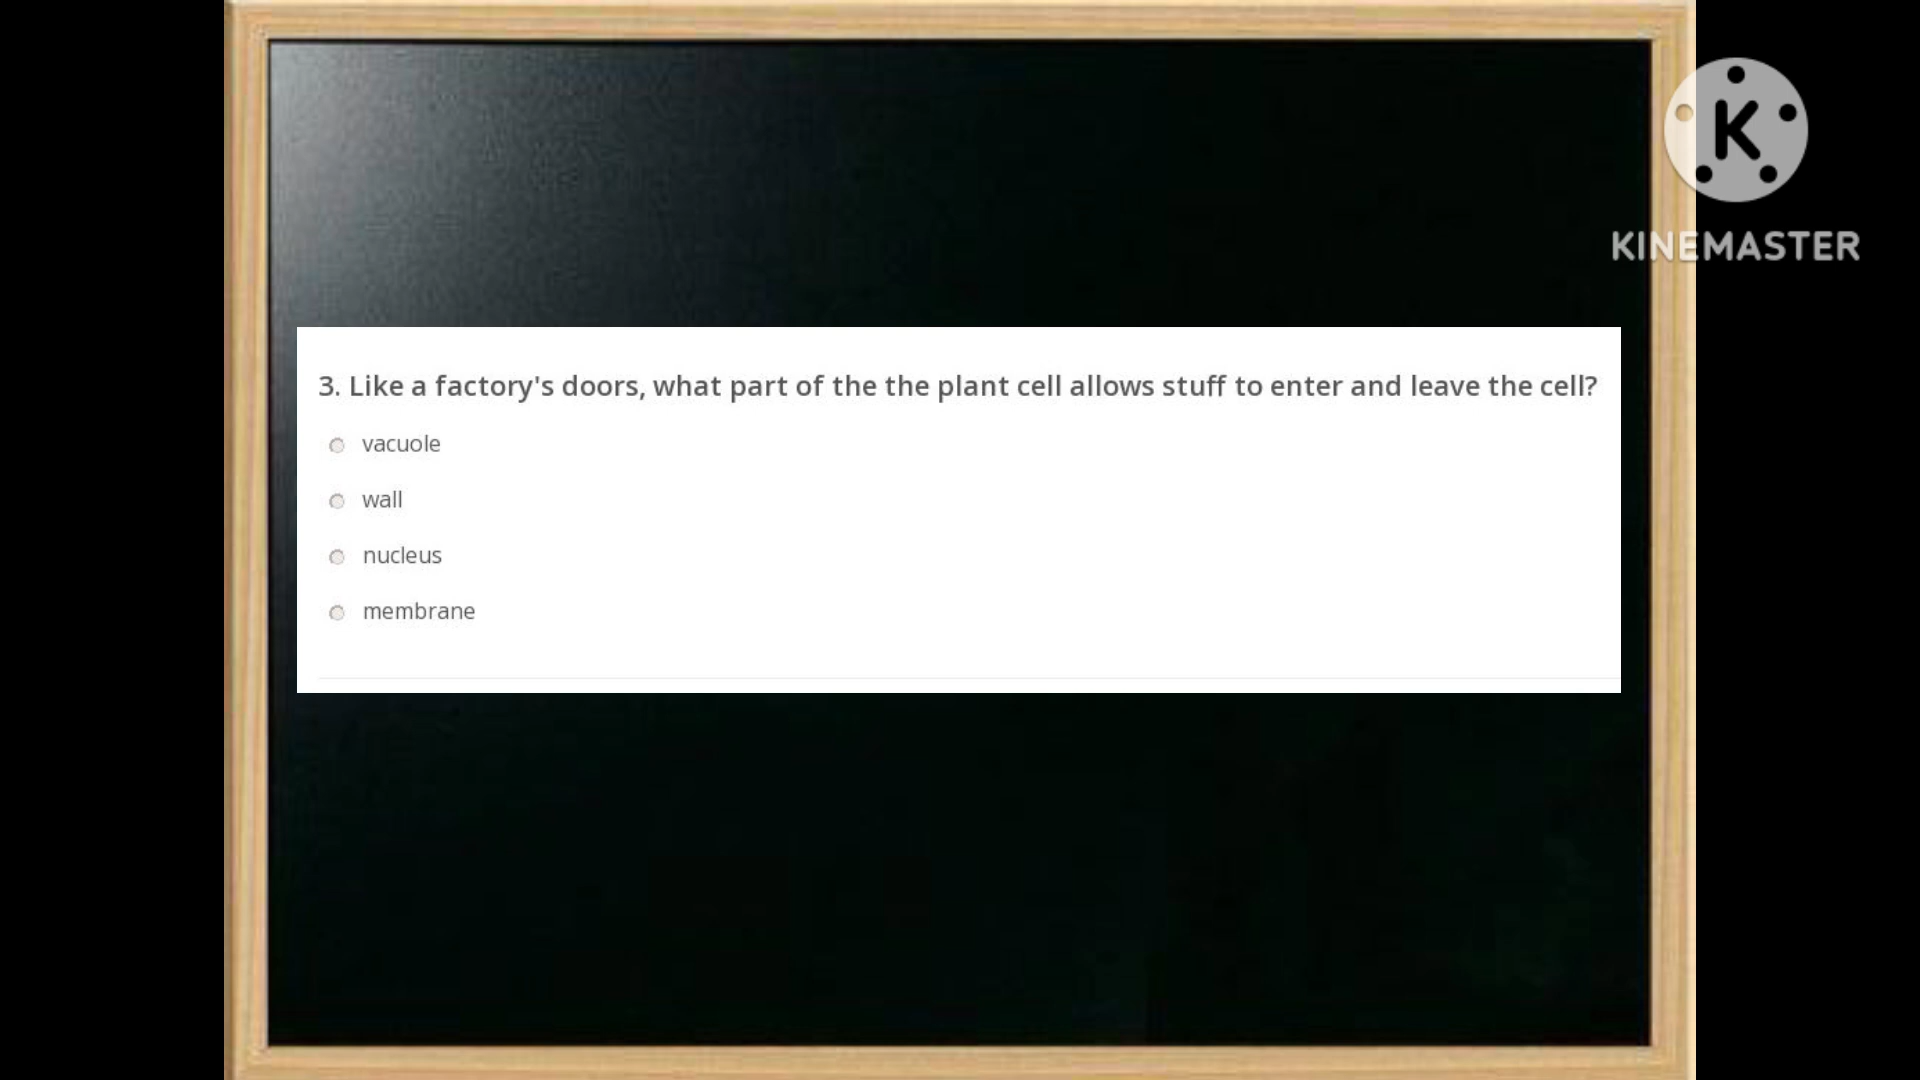 K
KINEMASTER
3. Like a factory's doors, what part of the the plant cell allows stuff to enter and leave the cell?
vacuole
wall
nucleus
membrane